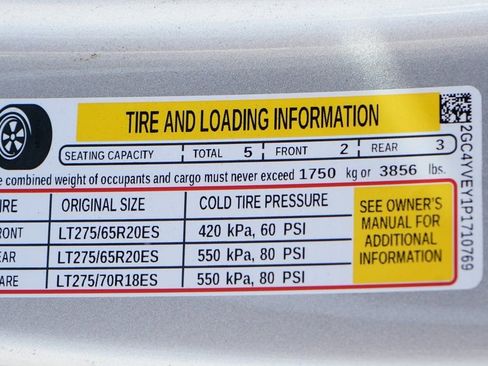 TIRE AND LOADING INFORMATION
SEATING CAPACITY TOTAL 5 FRONT 2 REAR 3
e combined weight of occupants and cargo must never exceed 1750 kg or 3856 lbs.
IRE ORIGINAL SIZE COLD TIRE PRESSURE
RONT LT275/65R20ES 420 kPa, 60 PSI
EAR LT275/65R20ES 550 kPa, 80 PSI
ARE LT275/70R18ES 550 kPa, 80 PSI
SEE OWNER'S
MANUAL FOR
ADDITIONAL
INFORMATION
2GC4YVEY1P1710769